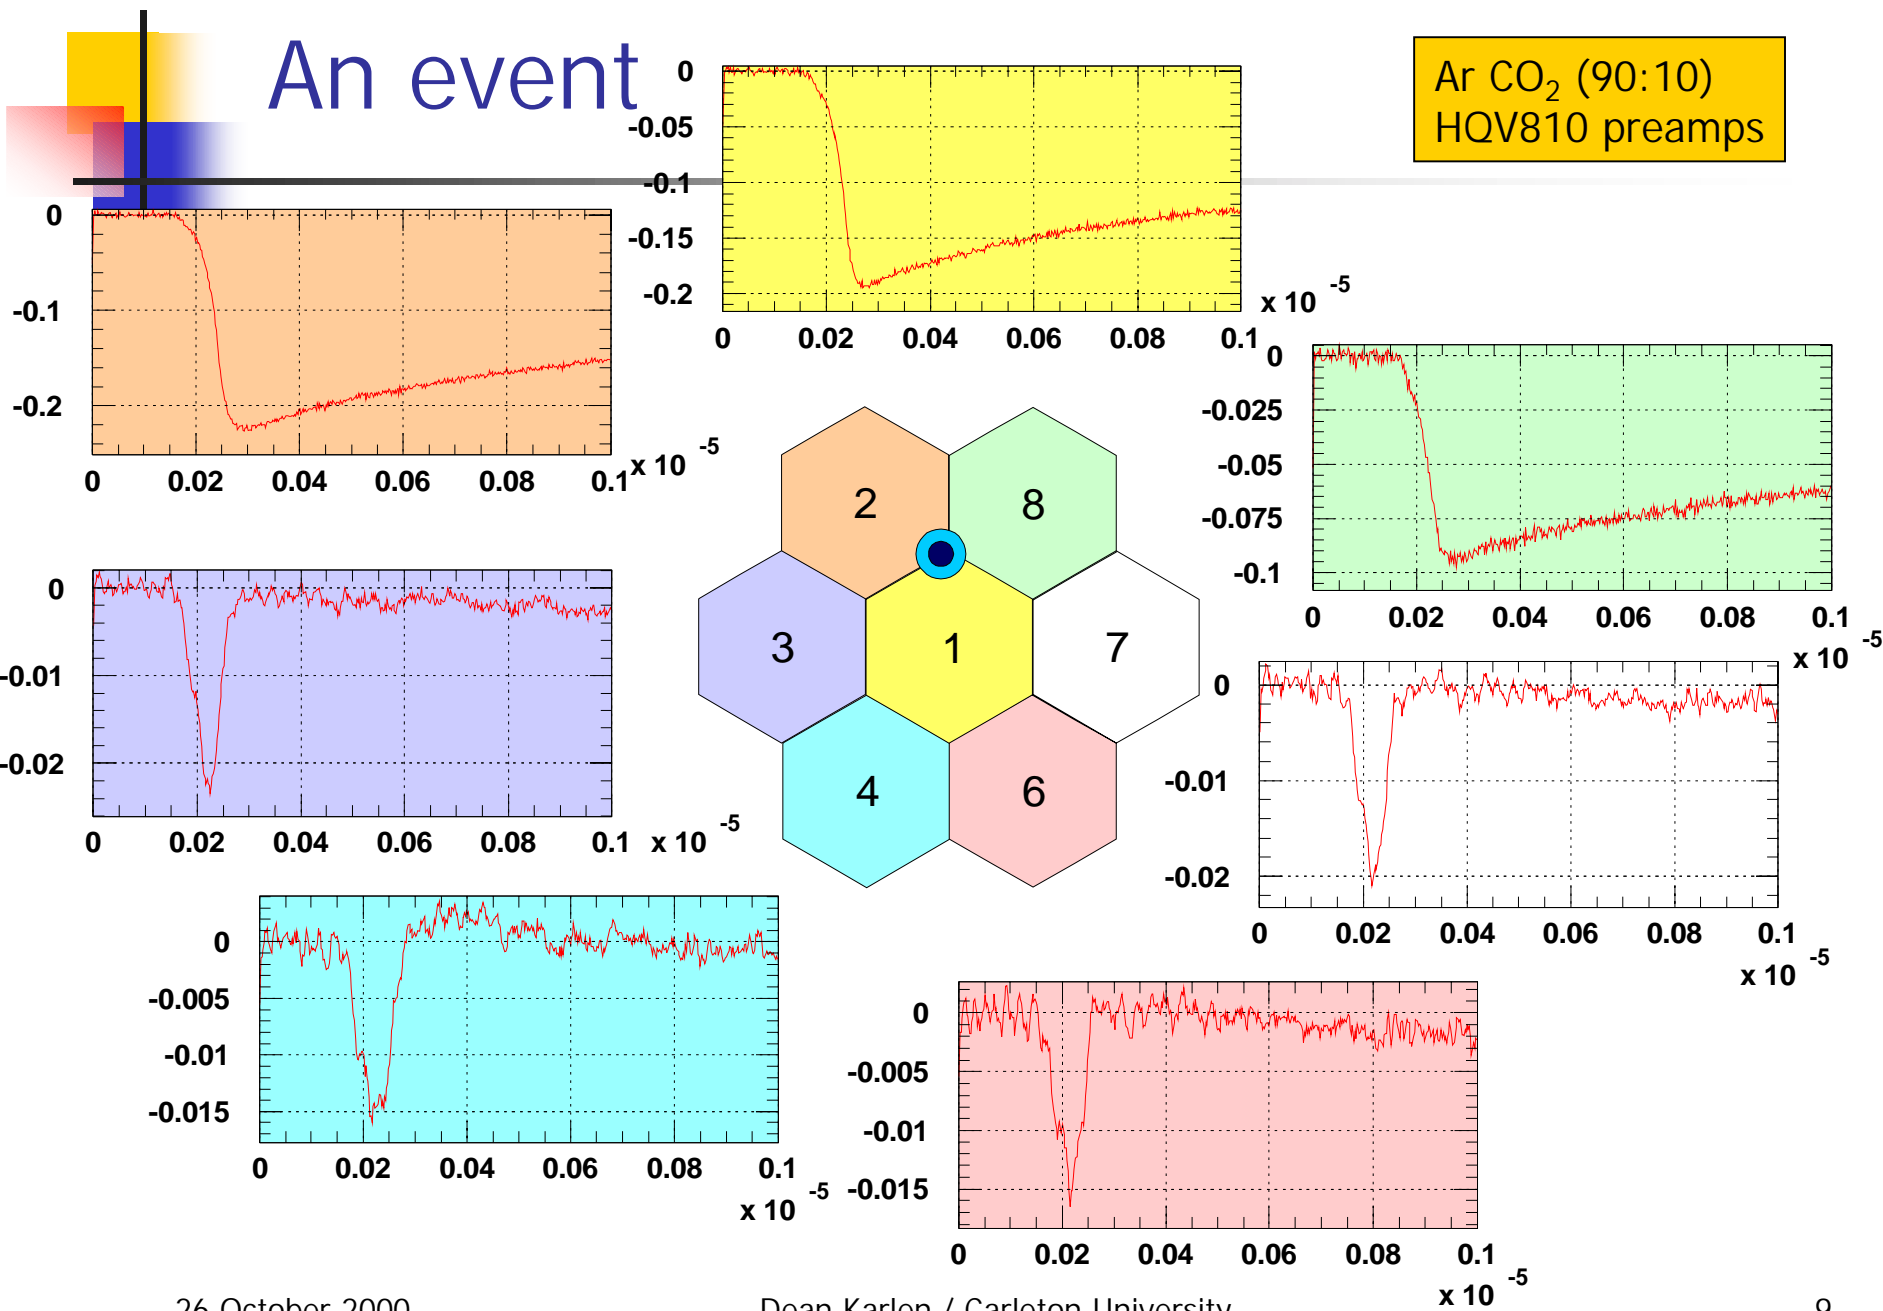 An event
Ar CO₂ (90:10)
HQV810 preamps
0
-0.05
-0.1
-0.15
-0.2
0 0.02 0.04 0.06 0.08 0.1
x 10 -5
0
-0.1
-0.2
0 0.02 0.04 0.06 0.08 0.1
x 10 -5
0
-0.025
-0.05
-0.075
-0.1
0 0.02 0.04 0.06 0.08 0.1
x 10 -5
2 8
3 1 7
4 6
0
-0.01
-0.02
0 0.02 0.04 0.06 0.08 0.1
x 10 -5
0
-0.01
-0.02
0 0.02 0.04 0.06 0.08 0.1
x 10 -5
0
-0.005
-0.01
-0.015
0 0.02 0.04 0.06 0.08 0.1
x 10 -5
0
-0.005
-0.01
-0.015
0 0.02 0.04 0.06 0.08 0.1
x 10 -5
26 October 2000 Dean Karlen / Carleton University 9